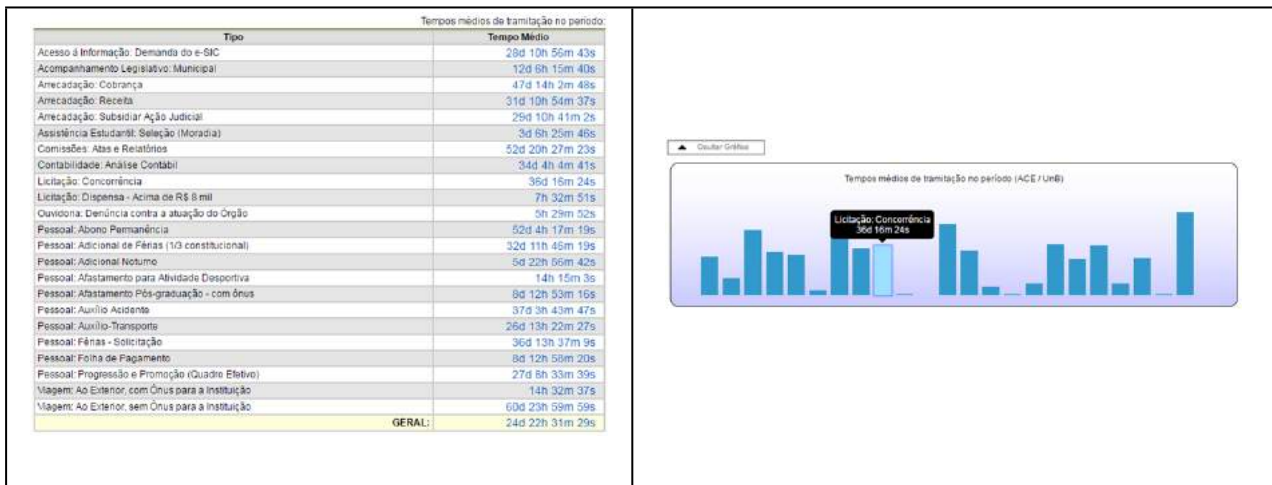 Tempos médios de tramitação no período:
Tipo Tempo Médio
Acesso à Informação: Demanda do e-SIC 28d 10h 56m 43s
Acompanhamento Legislativo: Municipal 12d 6h 15m 40s
Arrecadação: Cobrança 47d 14h 2m 48s
Arrecadação: Receita 31d 10h 54m 37s
Arrecadação: Subsidiar Ação Judicial 29d 10h 41m 2s
Assistência Estudantil: Seleção (Moradia) 3d 6h 25m 46s
Comissões: Atas e Relatórios 52d 20h 27m 23s
Contabilidade: Análise Contábil 34d 4h 4m 41s
Licitação: Concorrência 36d 16m 24s
Licitação: Dispensa - Acima de R$ 8 mil 7h 32m 51s
Ouvidoria: Denúncia contra a atuação do Órgão 5h 29m 52s
Pessoal: Abono Permanência 52d 4h 17m 19s
Pessoal: Adicional de Férias (1/3 constitucional) 32d 11h 46m 19s
Pessoal: Adicional Noturno 5d 22h 56m 42s
Pessoal: Afastamento para Atividade Desportiva 14h 15m 3s
Pessoal: Afastamento Pós-graduação - com ônus 8d 12h 53m 16s
Pessoal: Auxílio Acidente 37d 3h 43m 47s
Pessoal: Auxílio-Transporte 26d 13h 22m 27s
Pessoal: Férias - Solicitação 36d 13h 37m 9s
Pessoal: Folha de Pagamento 8d 12h 58m 20s
Pessoal: Progressão e Promoção (Quadro Efetivo) 27d 8h 33m 39s
Viagem: Ao Exterior, com Ônus para a Instituição 14h 32m 37s
Viagem: Ao Exterior, sem Ônus para a Instituição 60d 23h 59m 59s
GERAL: 24d 22h 31m 29s
Ocultar Gráfico
Tempos médios de tramitação no período (ACE / UnB)
Licitação: Concorrência
36d 16m 24s